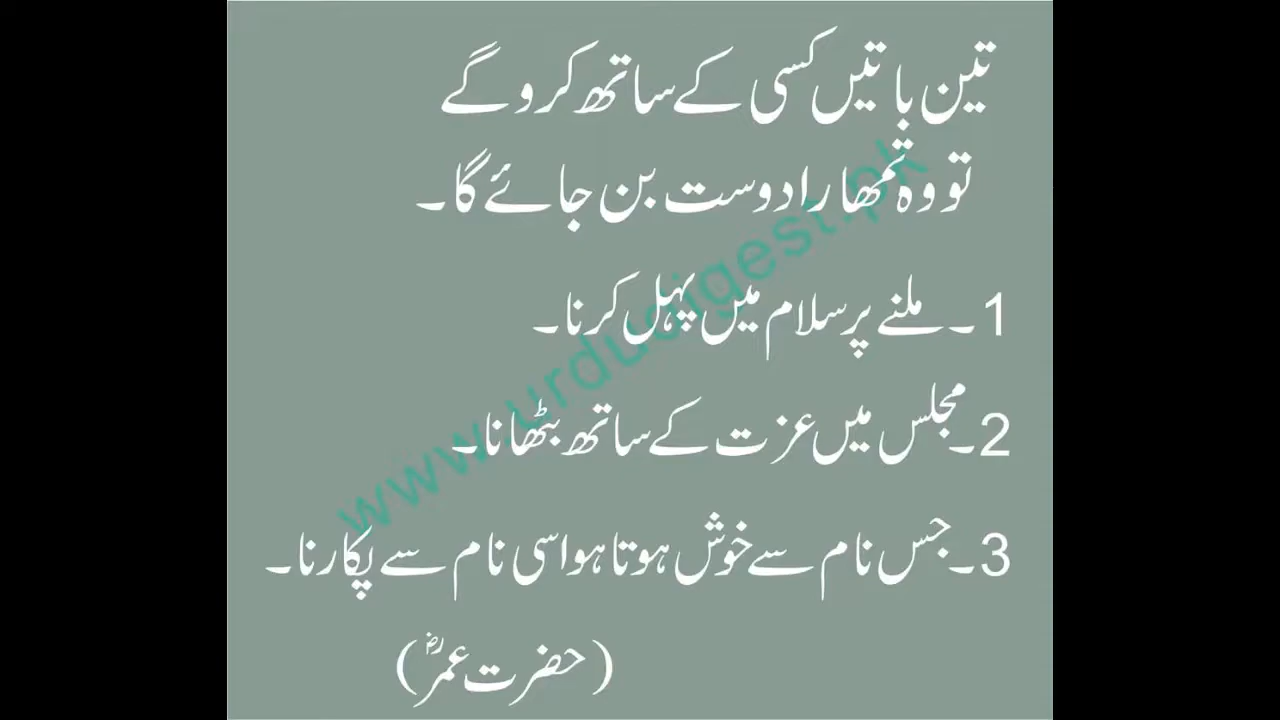 تین باتیں کسی کے ساتھ کرو گے
تو وہ تمھارا دوست بن جائے گا۔
1۔ ملنے پر سلام میں پہل کرنا۔
2۔ مجلس میں عزت کے ساتھ بٹھانا۔
3۔ جس نام سے خوش ہوتا ہو اسی نام سے پکارنا۔
(حضرت عمرؓ)
www.urdudigest.pk